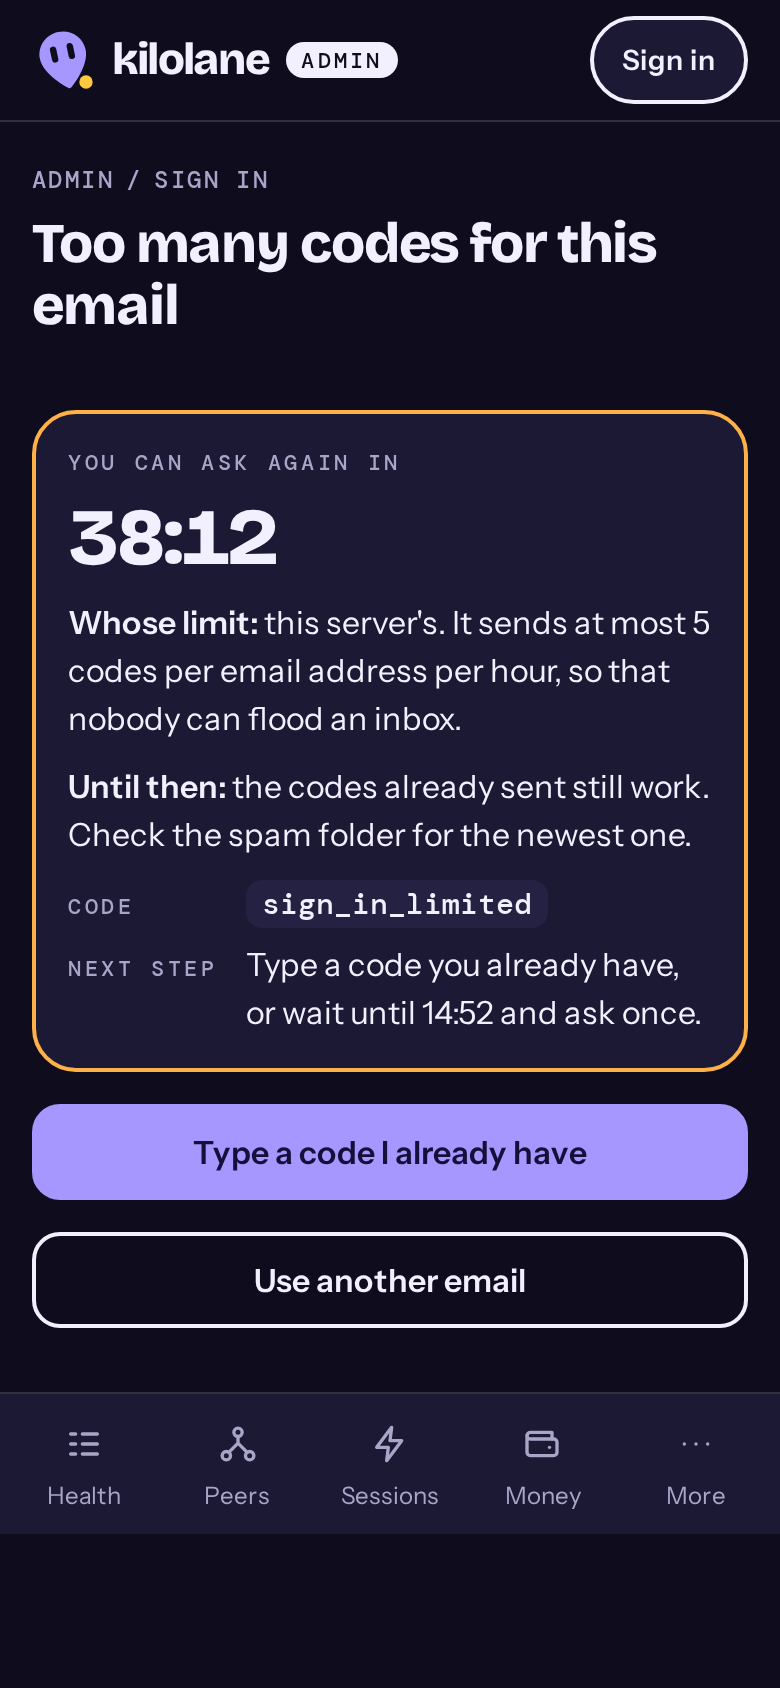 kilolane ADMIN Sign in
ADMIN / SIGN IN
Too many codes for this
email
YOU CAN ASK AGAIN IN
38:12
Whose limit: this server's. It sends at most 5
codes per email address per hour, so that
nobody can flood an inbox.
Until then: the codes already sent still work.
Check the spam folder for the newest one.
CODE sign_in_limited
NEXT STEP Type a code you already have,
or wait until 14:52 and ask once.
Type a code I already have
Use another email
Health Peers Sessions Money More